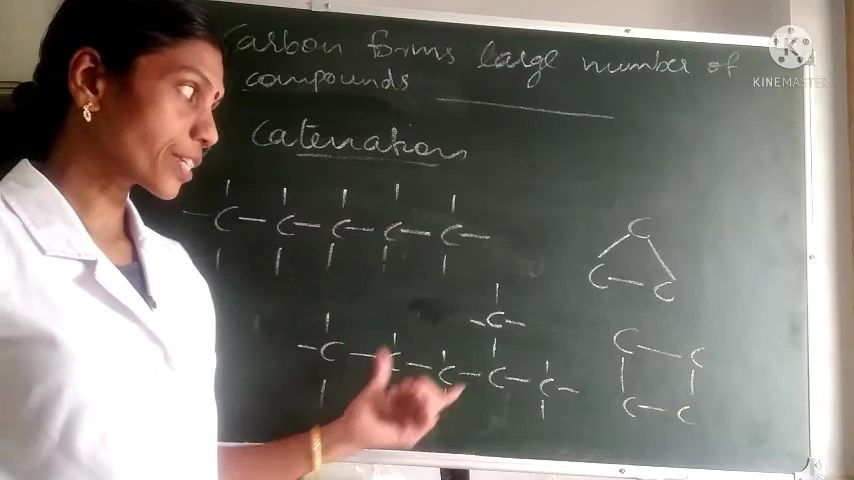 Carbon forms large number of
compounds
Catenation
C
C - C - C - C - C
C
C C
C - C - C - C - C
C - C
C - C
KINEMASTER